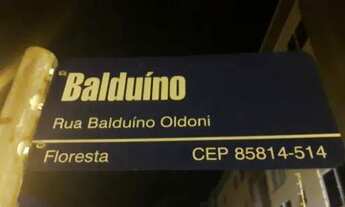 Balduíno
Rua Balduíno Oldoni
Floresta CEP 85814-514